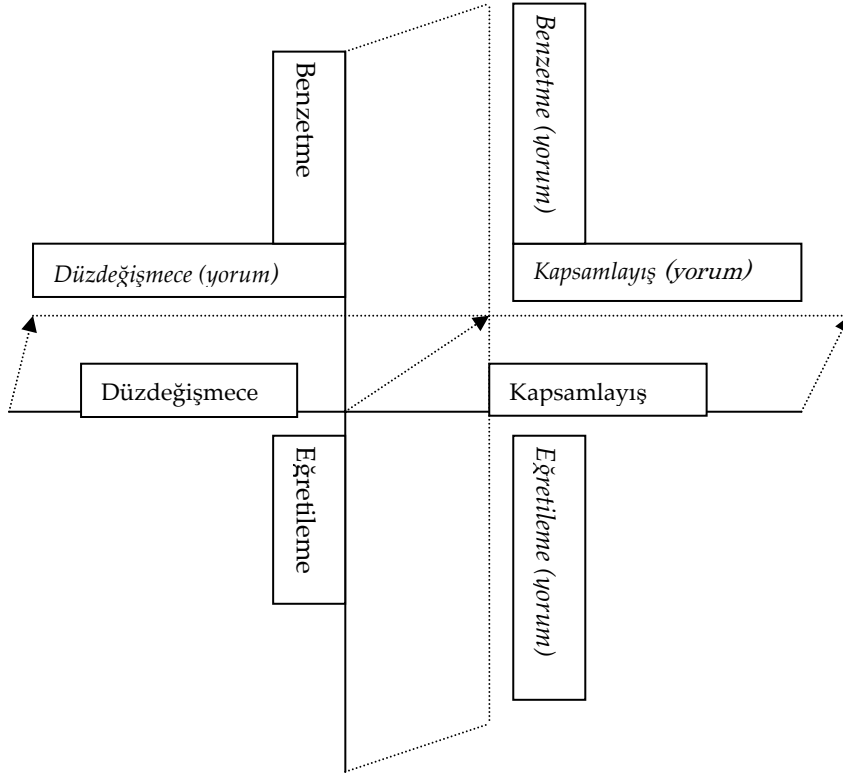 Benzetme
Benzetme (yorum)
Düzdeğişmece (yorum)
Kapsamlayış (yorum)
Düzdeğişmece
Kapsamlayış
Eğretileme
Eğretileme (yorum)